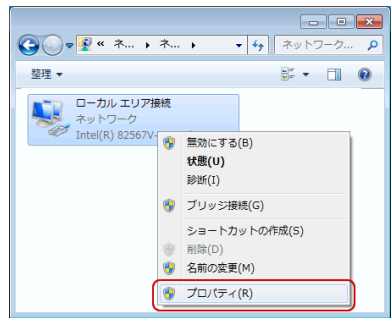 « ネ... ▸ ネ... ▸
ネットワーク...
整理
ローカル エリア接続
ネットワーク
Intel(R) 82567V-
無効にする(B)
状態(U)
診断(I)
ブリッジ接続(G)
ショートカットの作成(S)
削除(D)
名前の変更(M)
プロパティ(R)